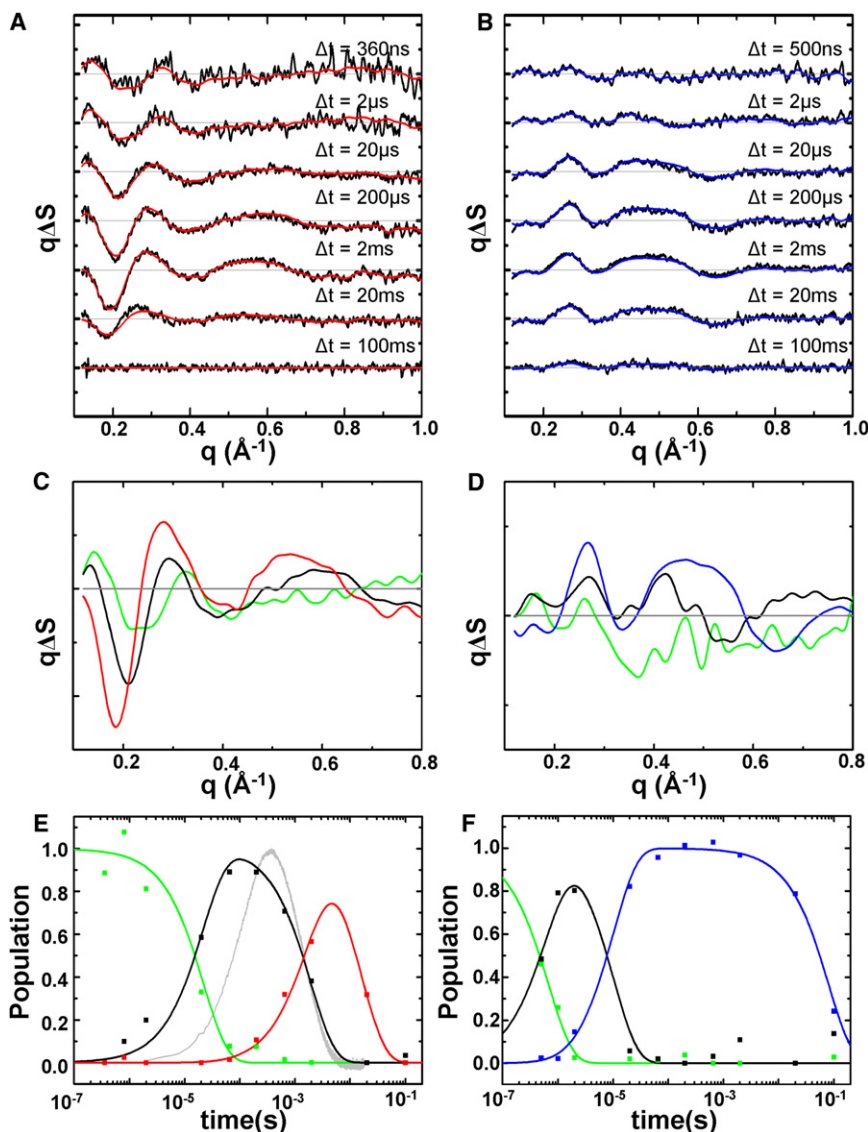 A
Δt = 360ns
Δt = 2μs
Δt = 20μs
Δt = 200μs
Δt = 2ms
Δt = 20ms
Δt = 100ms
qΔS
0.2 0.4 0.6 0.8 1.0
q (Å⁻¹)
B
Δt = 500ns
Δt = 2μs
Δt = 20μs
Δt = 200μs
Δt = 2ms
Δt = 20ms
Δt = 100ms
0.2 0.4 0.6 0.8 1.0
q (Å⁻¹)
C
qΔS
0.2 0.4 0.6 0.8
q (Å⁻¹)
D
qΔS
0.2 0.4 0.6 0.8
q (Å⁻¹)
E
Population
1.0
0.8
0.6
0.4
0.2
0.0
10⁻⁷ 10⁻⁵ 10⁻³ 10⁻¹
time(s)
F
Population
1.0
0.8
0.6
0.4
0.2
0.0
10⁻⁷ 10⁻⁵ 10⁻³ 10⁻¹
time(s)